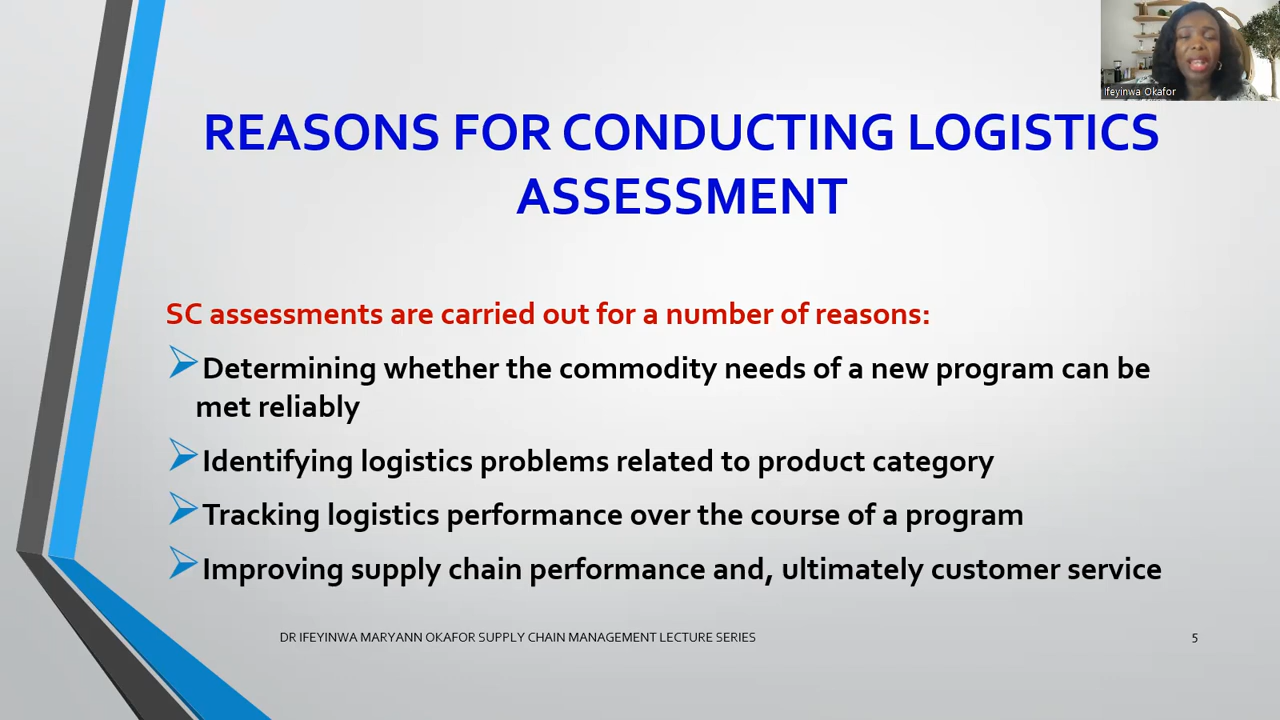 Ifeyinwa Okafor
REASONS FOR CONDUCTING LOGISTICS
ASSESSMENT
SC assessments are carried out for a number of reasons:
Determining whether the commodity needs of a new program can be
met reliably
Identifying logistics problems related to product category
Tracking logistics performance over the course of a program
Improving supply chain performance and, ultimately customer service
DR IFEYINWA MARYANN OKAFOR SUPPLY CHAIN MANAGEMENT LECTURE SERIES
5